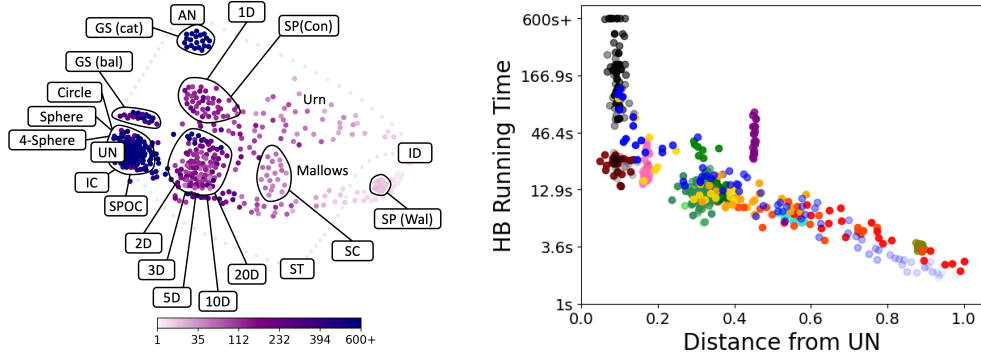 AN
1D
GS (cat)
SP(Con)
GS (bal)
Urn
Circle
Sphere
4-Sphere
UN
ID
IC
Mallows
SPOC
SP (Wal)
2D
SC
3D
20D
ST
5D
10D
1 35 112 232 394 600+
HB Running Time
600s+
166.9s
46.4s
12.9s
3.6s
1s
0.0 0.2 0.4 0.6 0.8 1.0
Distance from UN